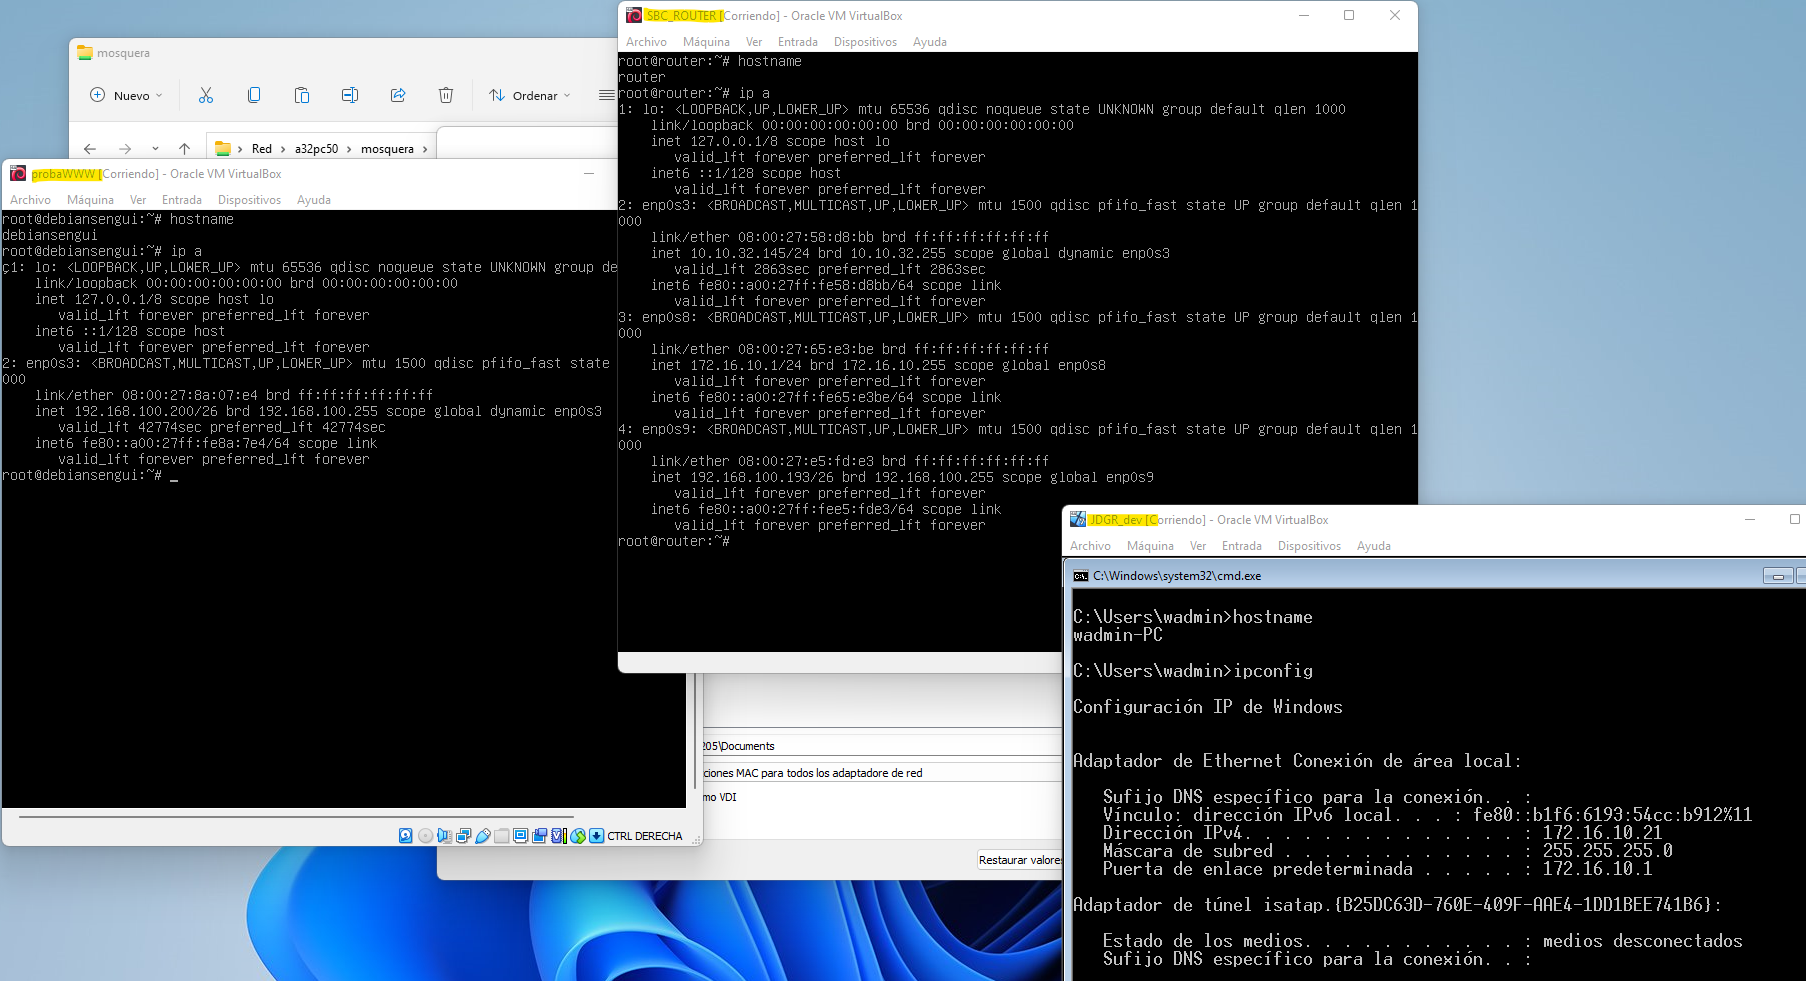 mosquera
Nuevo
Ordenar
Red > a32pc50 > mosquera >
probaWWW [Corriendo] - Oracle VM VirtualBox
Archivo Máquina Ver Entrada Dispositivos Ayuda
root@debiansengui:~# hostname
debiansengui
root@debiansengui:~# ip a
ç1: lo: <LOOPBACK,UP,LOWER_UP> mtu 65536 qdisc noqueue state UNKNOWN group de
link/loopback 00:00:00:00:00:00 brd 00:00:00:00:00:00
inet 127.0.0.1/8 scope host lo
valid_lft forever preferred_lft forever
inet6 ::1/128 scope host
valid_lft forever preferred_lft forever
2: enp0s3: <BROADCAST,MULTICAST,UP,LOWER_UP> mtu 1500 qdisc pfifo_fast state
000
link/ether 08:00:27:8a:07:e4 brd ff:ff:ff:ff:ff:ff
inet 192.168.100.200/26 brd 192.168.100.255 scope global dynamic enp0s3
valid_lft 42774sec preferred_lft 42774sec
inet6 fe80::a00:27ff:fe8a:7e4/64 scope link
valid_lft forever preferred_lft forever
root@debiansengui:~# _
CTRL DERECHA
SBC_ROUTER [Corriendo] - Oracle VM VirtualBox
Archivo Máquina Ver Entrada Dispositivos Ayuda
root@router:~# hostname
router
root@router:~# ip a
1: lo: <LOOPBACK,UP,LOWER_UP> mtu 65536 qdisc noqueue state UNKNOWN group default qlen 1000
link/loopback 00:00:00:00:00:00 brd 00:00:00:00:00:00
inet 127.0.0.1/8 scope host lo
valid_lft forever preferred_lft forever
inet6 ::1/128 scope host
valid_lft forever preferred_lft forever
2: enp0s3: <BROADCAST,MULTICAST,UP,LOWER_UP> mtu 1500 qdisc pfifo_fast state UP group default qlen 1
000
link/ether 08:00:27:58:d8:bb brd ff:ff:ff:ff:ff:ff
inet 10.10.32.145/24 brd 10.10.32.255 scope global dynamic enp0s3
valid_lft 2863sec preferred_lft 2863sec
inet6 fe80::a00:27ff:fe58:d8bb/64 scope link
valid_lft forever preferred_lft forever
3: enp0s8: <BROADCAST,MULTICAST,UP,LOWER_UP> mtu 1500 qdisc pfifo_fast state UP group default qlen 1
000
link/ether 08:00:27:65:e3:be brd ff:ff:ff:ff:ff:ff
inet 172.16.10.1/24 brd 172.16.10.255 scope global enp0s8
valid_lft forever preferred_lft forever
inet6 fe80::a00:27ff:fe65:e3be/64 scope link
valid_lft forever preferred_lft forever
4: enp0s9: <BROADCAST,MULTICAST,UP,LOWER_UP> mtu 1500 qdisc pfifo_fast state UP group default qlen 1
000
link/ether 08:00:27:e5:fd:e3 brd ff:ff:ff:ff:ff:ff
inet 192.168.100.193/26 brd 192.168.100.255 scope global enp0s9
valid_lft forever preferred_lft forever
inet6 fe80::a00:27ff:fee5:fde3/64 scope link
valid_lft forever preferred_lft forever
root@router:~#
205\Documents
ciones MAC para todos los adaptadore de red
mo VDI
Restaurar valore
JDGR_dev [Corriendo] - Oracle VM VirtualBox
Archivo Máquina Ver Entrada Dispositivos Ayuda
C:\Windows\system32\cmd.exe
C:\Users\wadmin>hostname
wadmin-PC
C:\Users\wadmin>ipconfig
Configuración IP de Windows
Adaptador de Ethernet Conexión de área local:
Sufijo DNS específico para la conexión. . :
Vínculo: dirección IPv6 local. . . : fe80::b1f6:6193:54cc:b912%11
Dirección IPv4. . . . . . . . . . . . . . : 172.16.10.21
Máscara de subred . . . . . . . . . . . . : 255.255.255.0
Puerta de enlace predeterminada . . . . . : 172.16.10.1
Adaptador de túnel isatap.{B25DC63D-760E-409F-AAE4-1DD1BEE741B6}:
Estado de los medios. . . . . . . . . . . : medios desconectados
Sufijo DNS específico para la conexión. . :